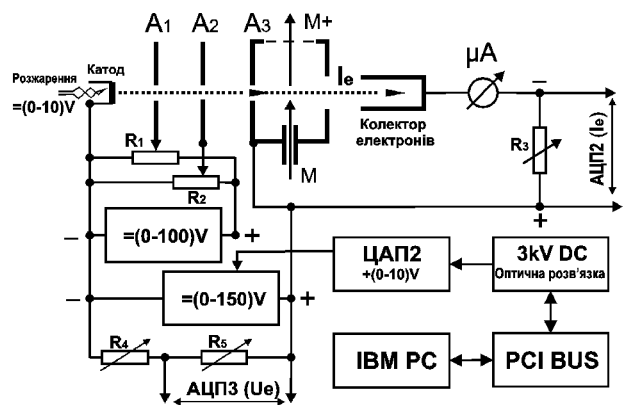 A1
A2
A3
M+
Ie
μA
Розжарення
=(0-10)V
Катод
Колектор
електронів
–
R3
АЦП2 (Ie)
+
M
R1
R2
–
=(0-100)V
+
–
=(0-150)V
+
ЦАП2
+(0-10)V
3kV DC
Оптична розв'язка
R4
R5
IBM PC
PCI BUS
АЦП3 (Ue)